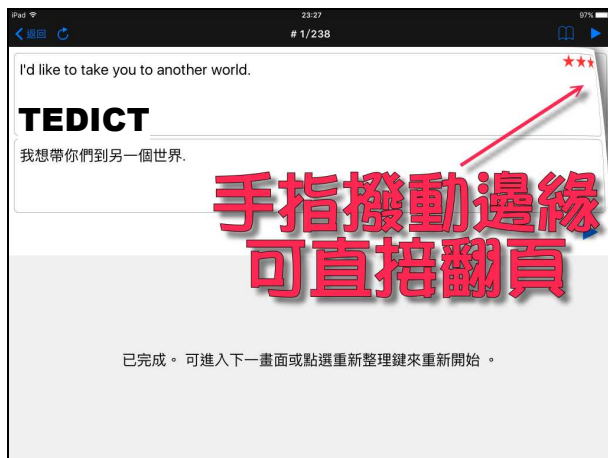 iPad 23:27 97%
返回 # 1/238
I'd like to take you to another world.
TEDICT
我想帶你們到另一個世界.
手指撥動邊緣
可直接翻頁
已完成。 可進入下一畫面或點選重新整理鍵來重新開始 。